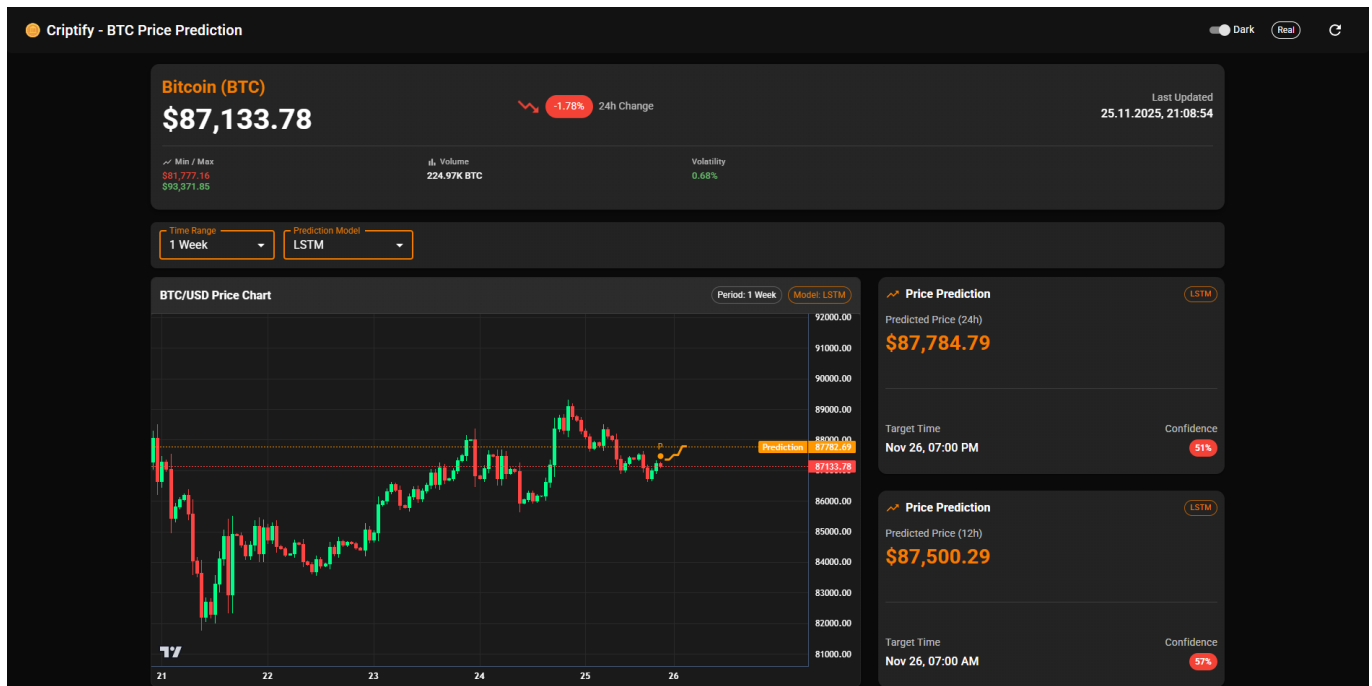 Criptify - BTC Price Prediction
Dark
Real
Bitcoin (BTC)
$87,133.78
-1.78% 24h Change
Last Updated
25.11.2025, 21:08:54
Min / Max
$81,777.16
$93,371.85
Volume
224.97K BTC
Volatility
0.68%
Time Range
1 Week
Prediction Model
LSTM
BTC/USD Price Chart
Period: 1 Week
Model: LSTM
92000.00
91000.00
90000.00
89000.00
88000.00
P
Prediction 87782.69
87133.78
86000.00
85000.00
84000.00
83000.00
82000.00
81000.00
21 22 23 24 25 26
Price Prediction
LSTM
Predicted Price (24h)
$87,784.79
Target Time
Nov 26, 07:00 PM
Confidence
51%
Price Prediction
LSTM
Predicted Price (12h)
$87,500.29
Target Time
Nov 26, 07:00 AM
Confidence
57%